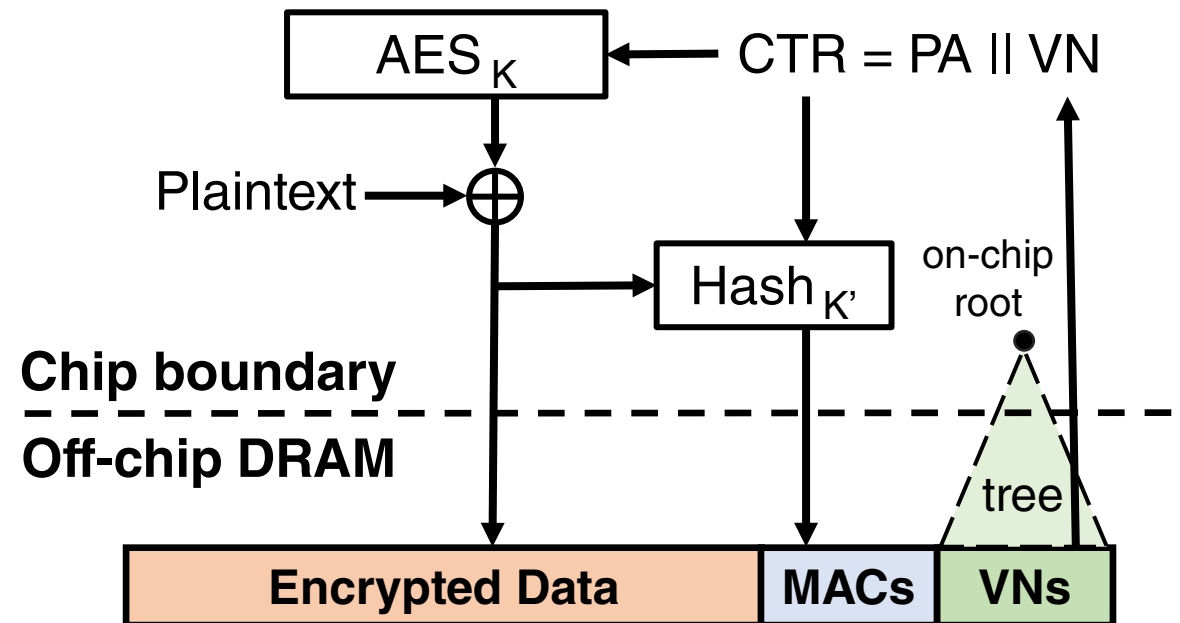 AES K
CTR = PA || VN
Plaintext
Hash K'
on-chip
root
Chip boundary
Off-chip DRAM
tree
Encrypted Data
MACs
VNs